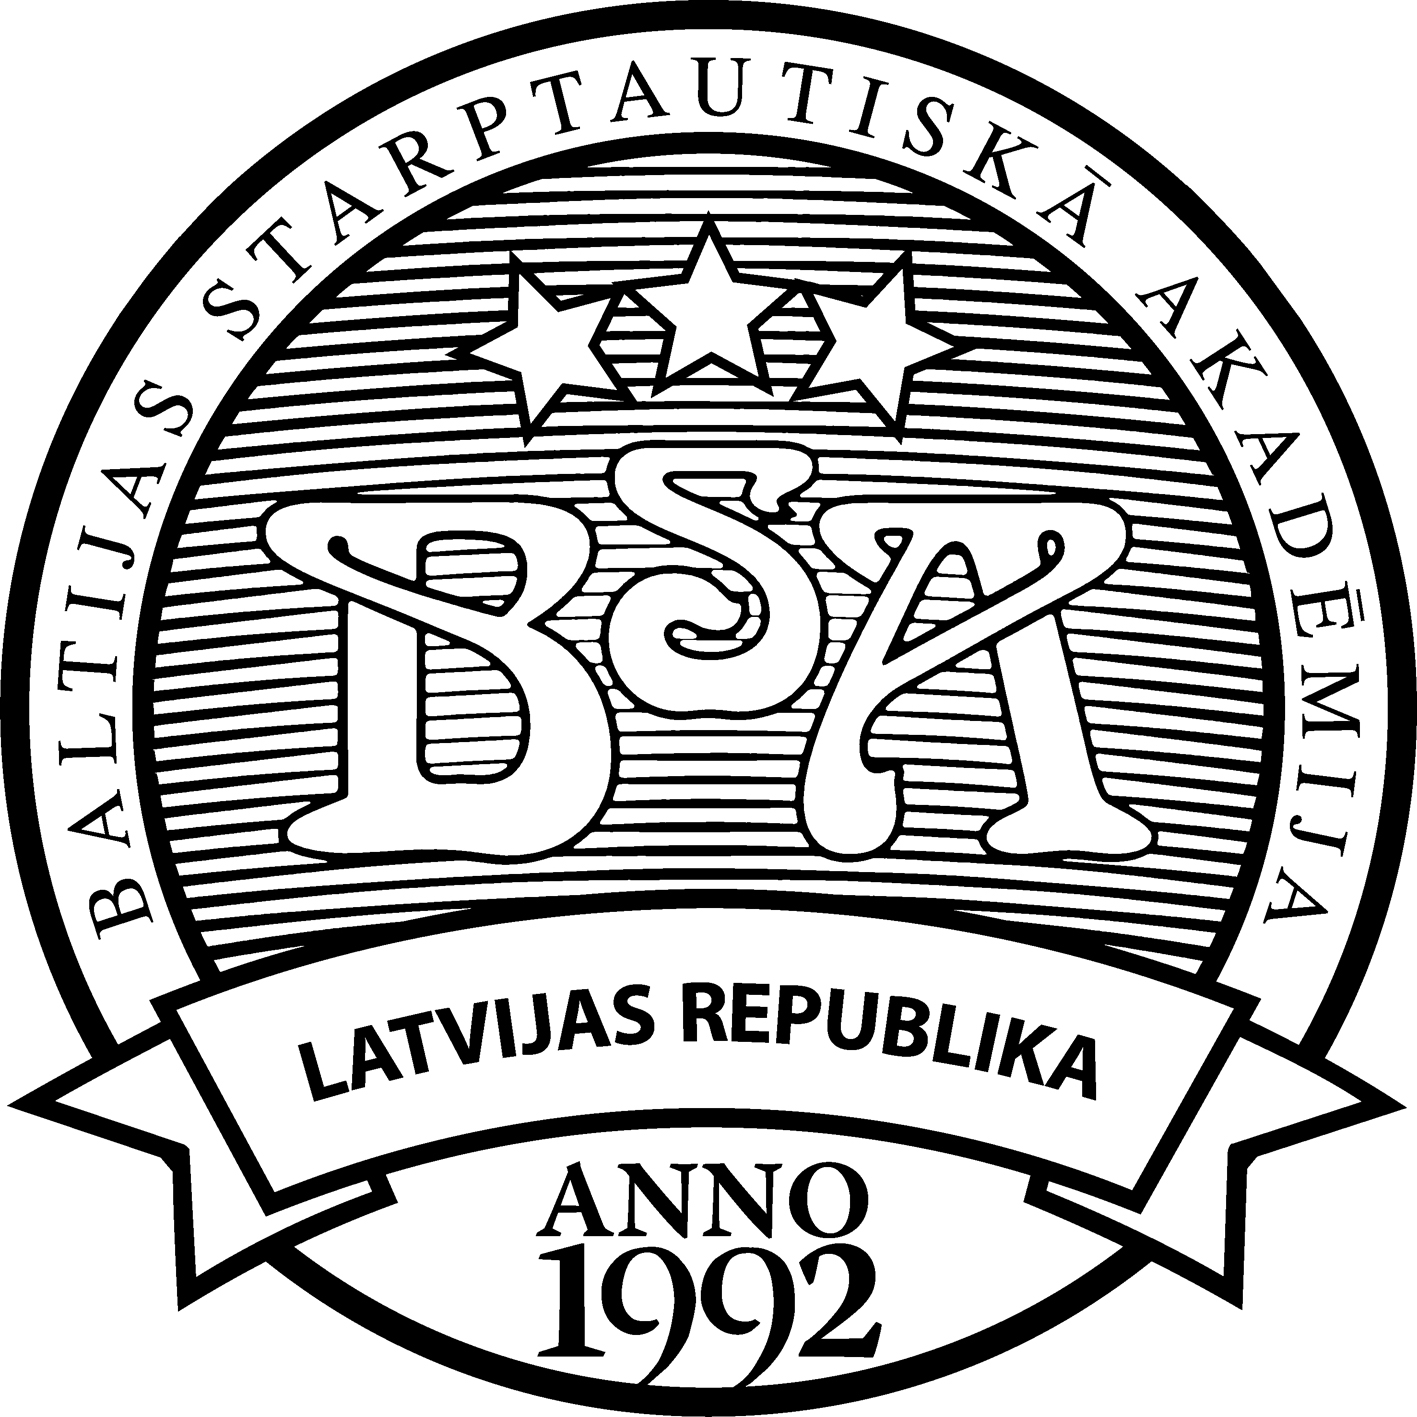 BALTIJAS STARPTAUTISKĀ AKADĒMIJA
BSA
LATVIJAS REPUBLIKA
ANNO
1992